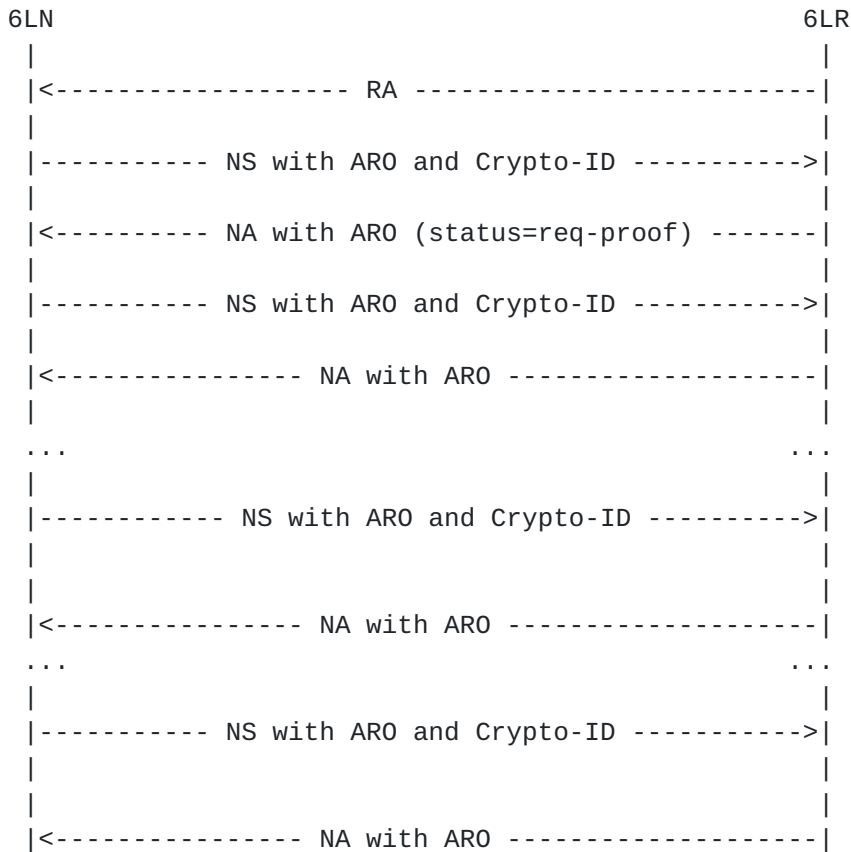 6LN                                                 6LR
 |                                                   |
 |<------------------- RA --------------------------|
 |                                                   |
 |----------- NS with ARO and Crypto-ID ----------->|
 |                                                   |
 |<---------- NA with ARO (status=req-proof) -------|
 |                                                   |
 |----------- NS with ARO and Crypto-ID ----------->|
 |                                                   |
 |<---------------- NA with ARO --------------------|
 |                                                   |
 ...                                               ...
 |                                                   |
 |------------ NS with ARO and Crypto-ID ---------->|
 |                                                   |
 |                                                   |
 |<---------------- NA with ARO --------------------|
 ...                                               ...
 |                                                   |
 |----------- NS with ARO and Crypto-ID ----------->|
 |                                                   |
 |                                                   |
 |<---------------- NA with ARO --------------------|